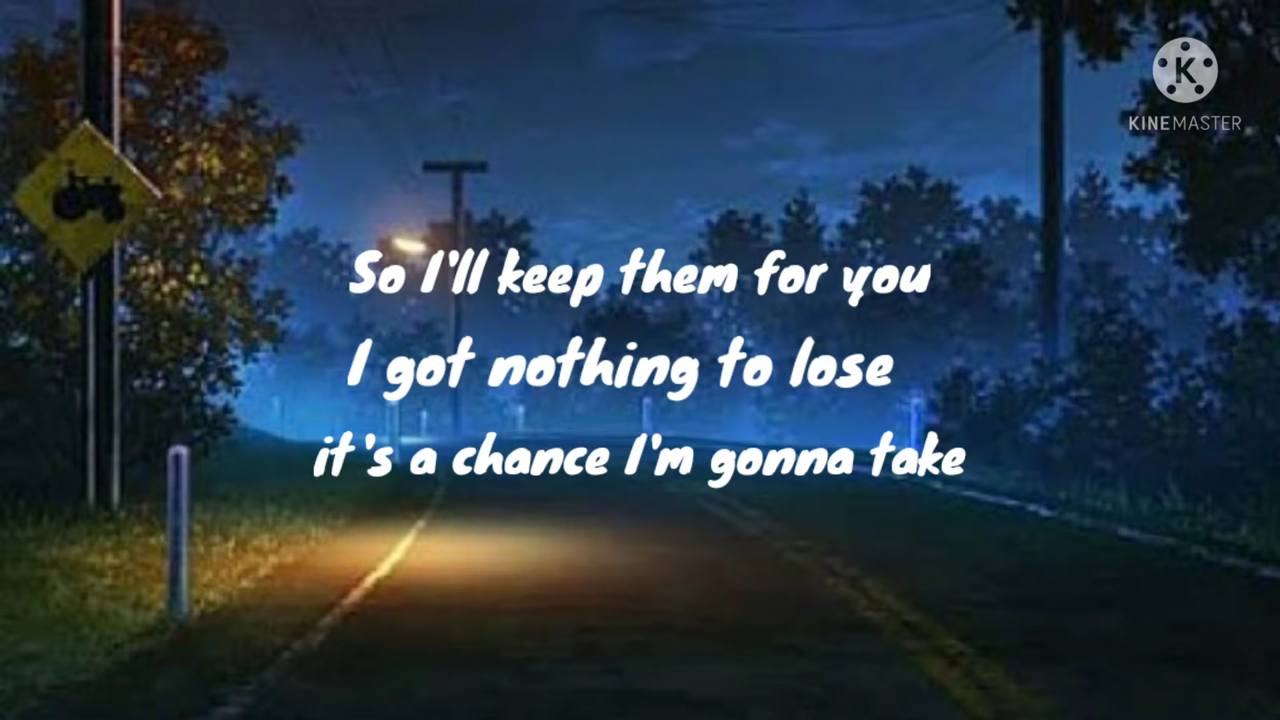 K
KINEMASTER
So I'll keep them for you
I got nothing to lose
it's a chance I'm gonna take